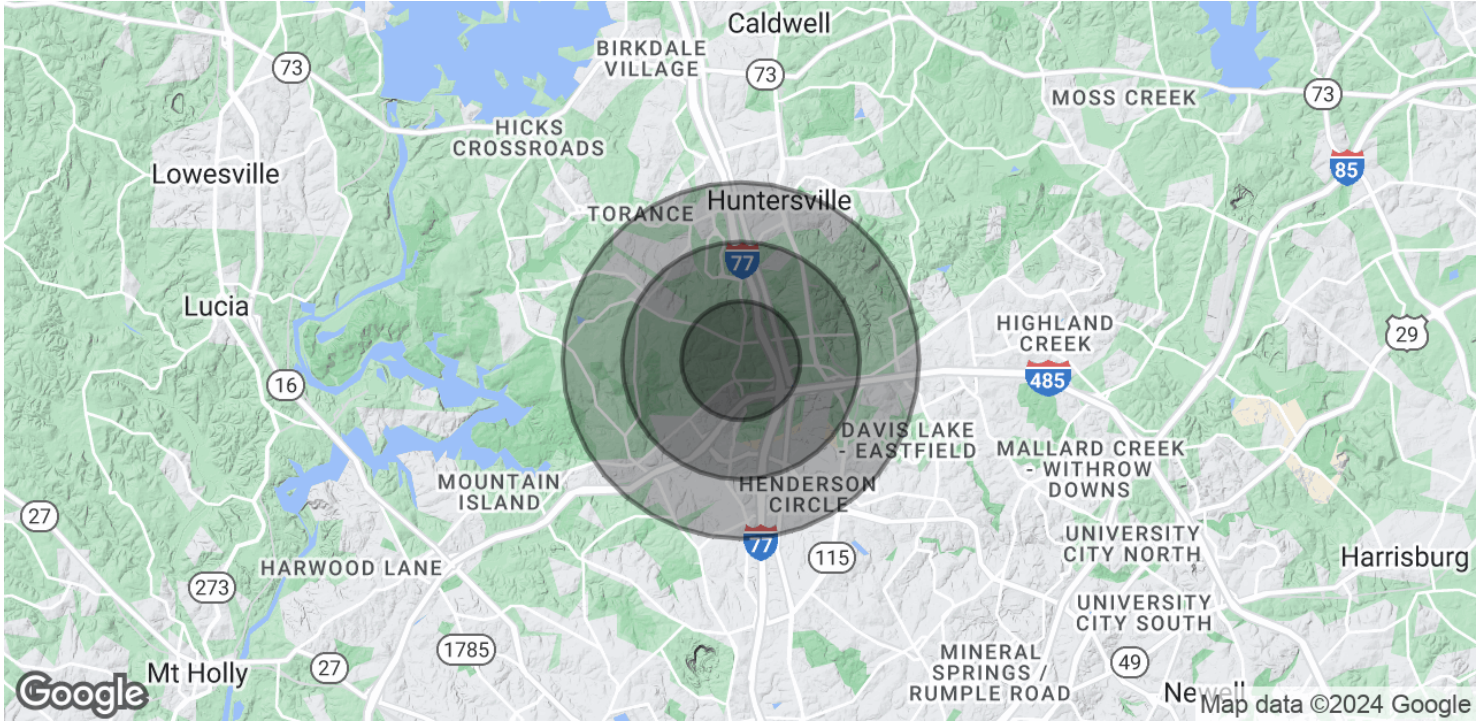 Caldwell
BIRKDALE
VILLAGE
73
73
MOSS CREEK
73
HICKS
CROSSROADS
85
Lowesville
Huntersville
TORANCE
77
Lucia
HIGHLAND
CREEK
29
16
485
DAVIS LAKE
- EASTFIELD
MALLARD CREEK
- WITHROW
DOWNS
MOUNTAIN
ISLAND
HENDERSON
CIRCLE
27
77
115
UNIVERSITY
CITY NORTH
Harrisburg
HARWOOD LANE
273
UNIVERSITY
CITY SOUTH
1785
MINERAL
SPRINGS /
RUMPLE ROAD
49
Mt Holly
27
Newell
Google
Map data ©2024 Google